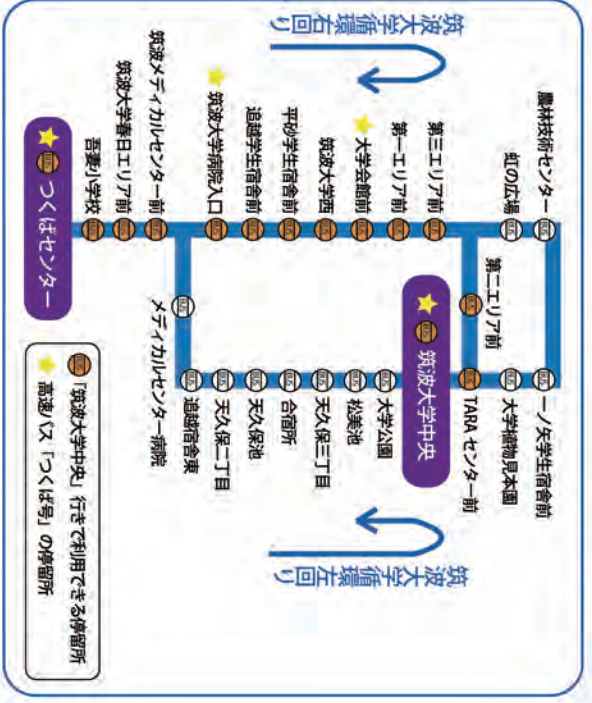 筑波大学
循環右回り
農林技術センター
虹の広場
第三エリア前
第一エリア前
大学会館前
筑波大学西
平砂学生宿舎前
追越学生宿舎前
筑波大学病院入口
筑波メディカルセンター前
筑波大学春日エリア前
吾妻小学校
つくばセンター
第二エリア前
筑波大学中央
一ノ矢学生宿舎前
大学植物見本園
TARA センター前
大学公園
松美池
天久保三丁目
合宿所
天久保池
天久保二丁目
追越宿舎東
メディカルセンター病院
筑波大学
循環左回り
「筑波大学中央」行きで利用できる停留所
高速バス「つくば号」の停留所